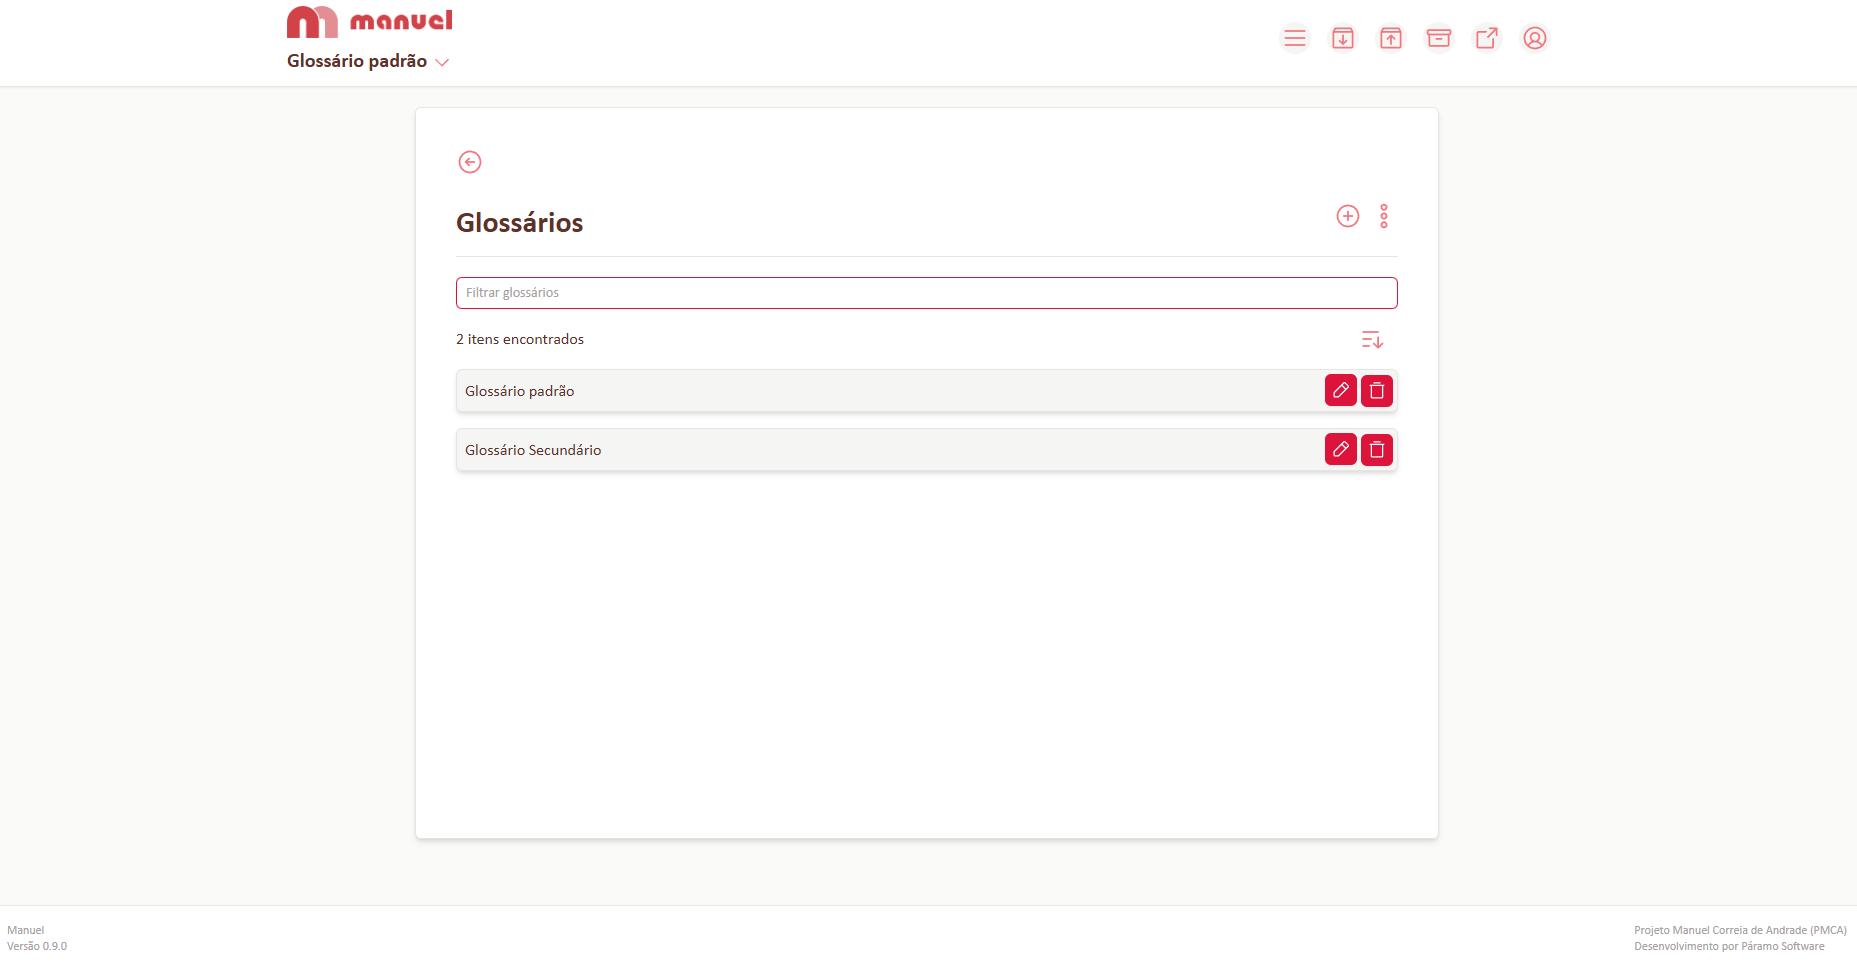 manuel
Glossário padrão
Glossários
Filtrar glossários
2 itens encontrados
Glossário padrão
Glossário Secundário
Manuel
Versão 0.9.0
Projeto Manuel Correia de Andrade (PMCA)
Desenvolvimento por Páramo Software